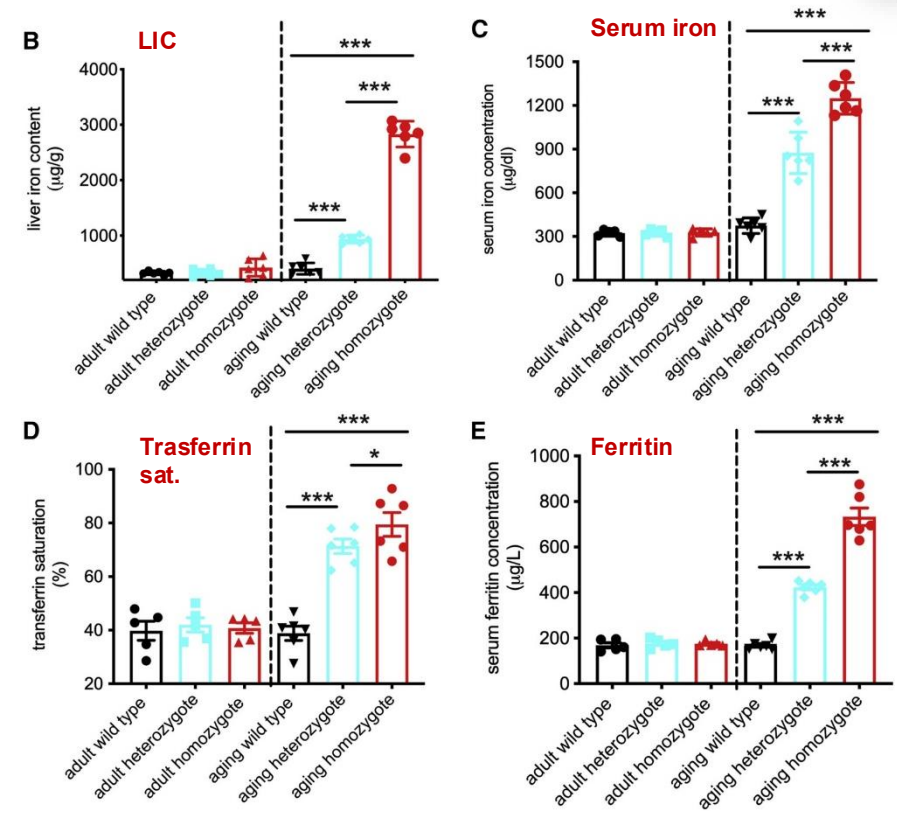 B
LIC
***
***
***
4000
3000
2000
1000
liver iron content
(μg/g)
adult wild type
adult heterozygote
adult homozygote
aging wild type
aging heterozygote
aging homozygote
C
Serum iron
***
***
***
1500
1200
900
600
300
0
serum iron concentration
(μg/dl)
adult wild type
adult heterozygote
adult homozygote
aging wild type
aging heterozygote
aging homozygote
D
Trasferrin
sat.
***
*
***
100
80
60
40
20
transferrin saturation
(%)
adult wild type
adult heterozygote
adult homozygote
aging wild type
aging heterozygote
aging homozygote
E
Ferritin
***
***
***
1000
800
600
400
200
0
serum ferritin concentration
(μg/L)
adult wild type
adult heterozygote
adult homozygote
aging wild type
aging heterozygote
aging homozygote